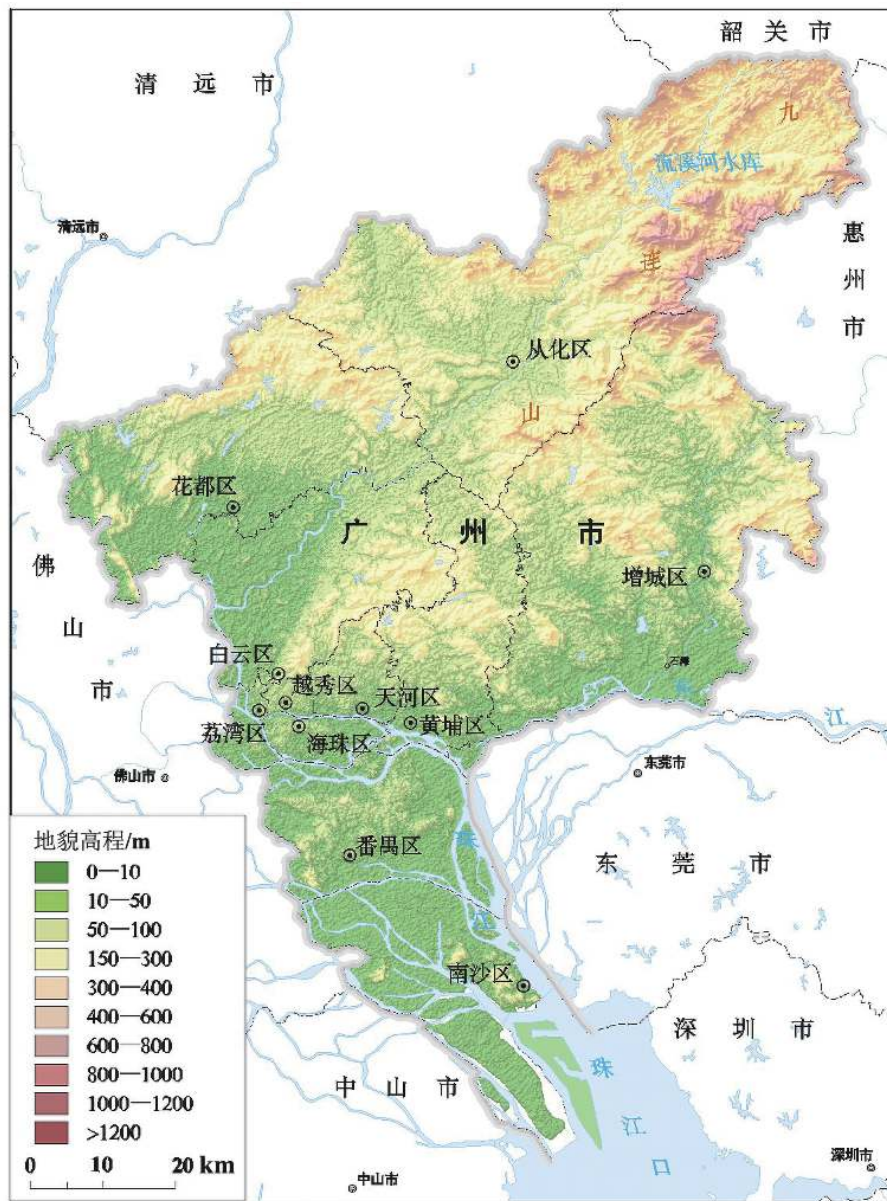 韶关市
清远市
九
流溪河水库
清远市
惠州市
连
从化区
山
花都区
广州市
佛山市
增城区
三江
白云区
越秀区
天河区
东
荔湾区
海珠区
黄埔区
江
佛山市
东莞市
珠
地貌高程/m
番禺区
东莞市
0—10
10—50
江
50—100
150—300
南沙区
300—400
400—600
深圳市
600—800
珠江口
800—1000
中山市
1000—1200
>1200
0 10 20 km
中山市
深圳市